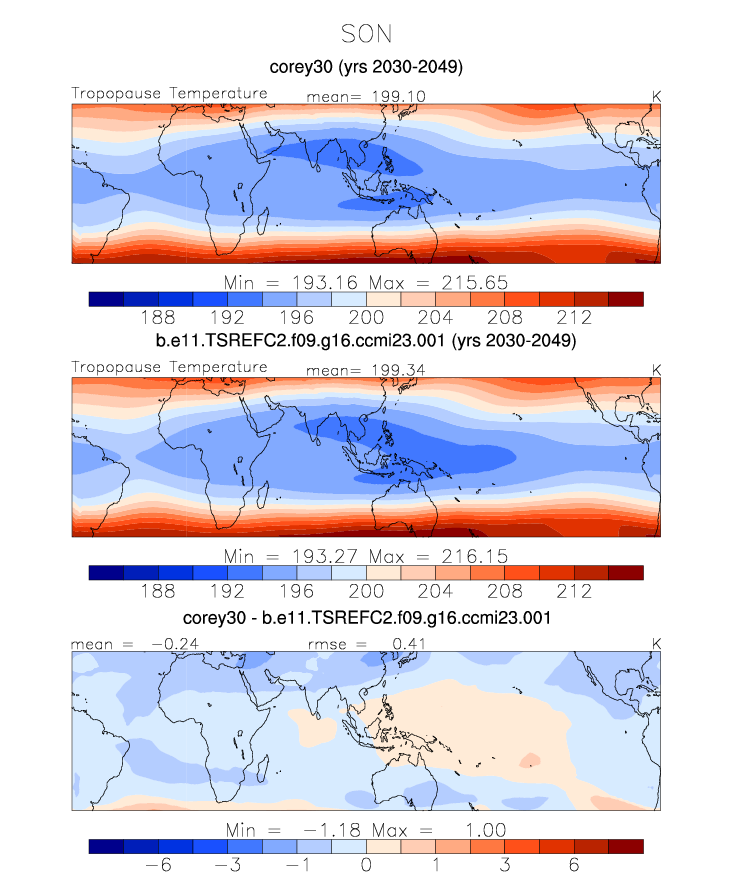 SON
corey30 (yrs 2030-2049)
Tropopause Temperature mean= 199.10 K
Min = 193.16 Max = 215.65
188 192 196 200 204 208 212
b.e11.TSREFC2.f09.g16.ccmi23.001 (yrs 2030-2049)
Tropopause Temperature mean= 199.34 K
Min = 193.27 Max = 216.15
188 192 196 200 204 208 212
corey30 - b.e11.TSREFC2.f09.g16.ccmi23.001
mean = -0.24 rmse = 0.41 K
Min = -1.18 Max = 1.00
-6 -3 -1 0 1 3 6